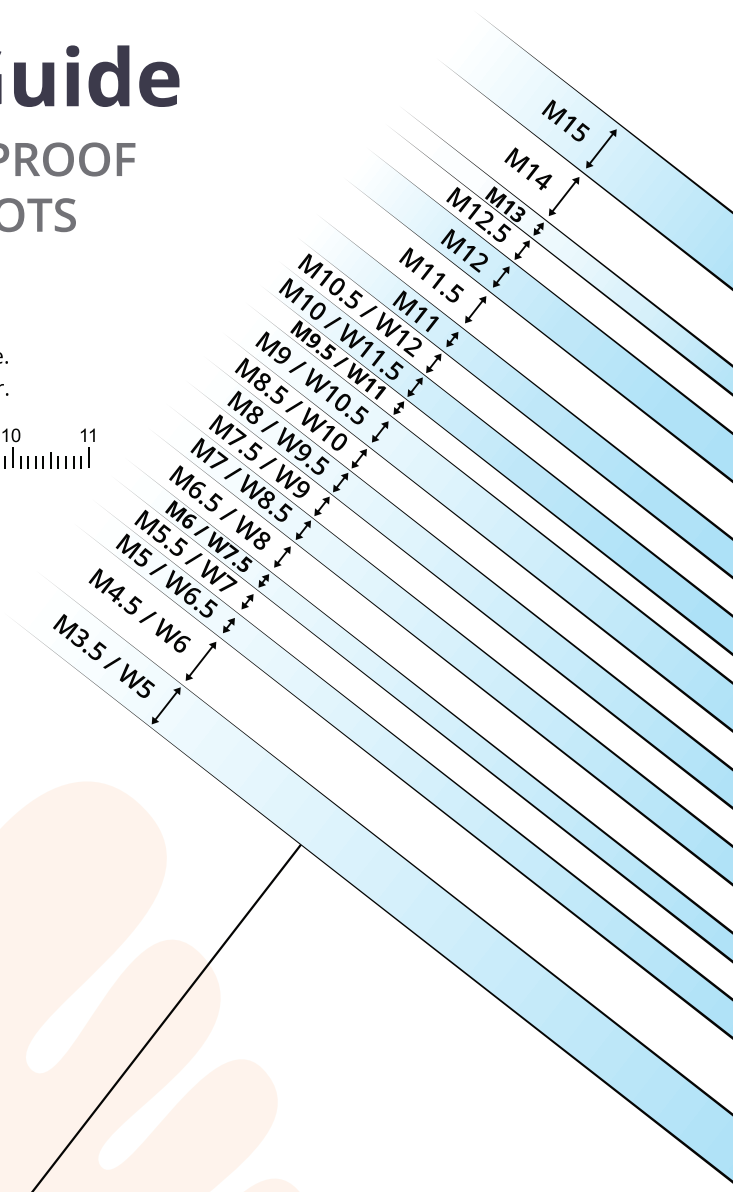 Guide
PROOF
OTS
e.
r.
10 11
M15
M14
M13
M12.5
M12
M11.5
M11
M10.5 / W12
M10 / W11.5
M9.5 / W11
M9 / W10.5
M8.5 / W10
M8 / W9.5
M7.5 / W9
M7 / W8.5
M6.5 / W8
M6 / W7.5
M5.5 / W7
M5 / W6.5
M4.5 / W6
M3.5 / W5